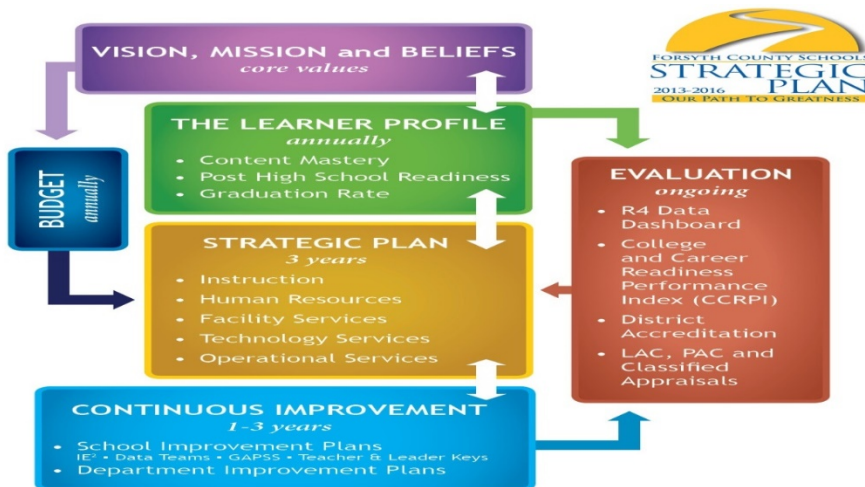 VISION, MISSION and BELIEFS
core values
FORSYTH COUNTY SCHOOLS
STRATEGIC
PLAN
2013-2016
OUR PATH TO GREATNESS
THE LEARNER PROFILE
annually
• Content Mastery
• Post High School Readiness
• Graduation Rate
BUDGET
annually
STRATEGIC PLAN
3 years
• Instruction
• Human Resources
• Facility Services
• Technology Services
• Operational Services
EVALUATION
ongoing
• R4 Data
Dashboard
• College
and Career
Readiness
Performance
Index (CCRPI)
• District
Accreditation
• LAC, PAC and
Classified
Appraisals
CONTINUOUS IMPROVEMENT
1-3 years
• School Improvement Plans
IE² • Data Teams • GAPSS • Teacher & Leader Keys
• Department Improvement Plans